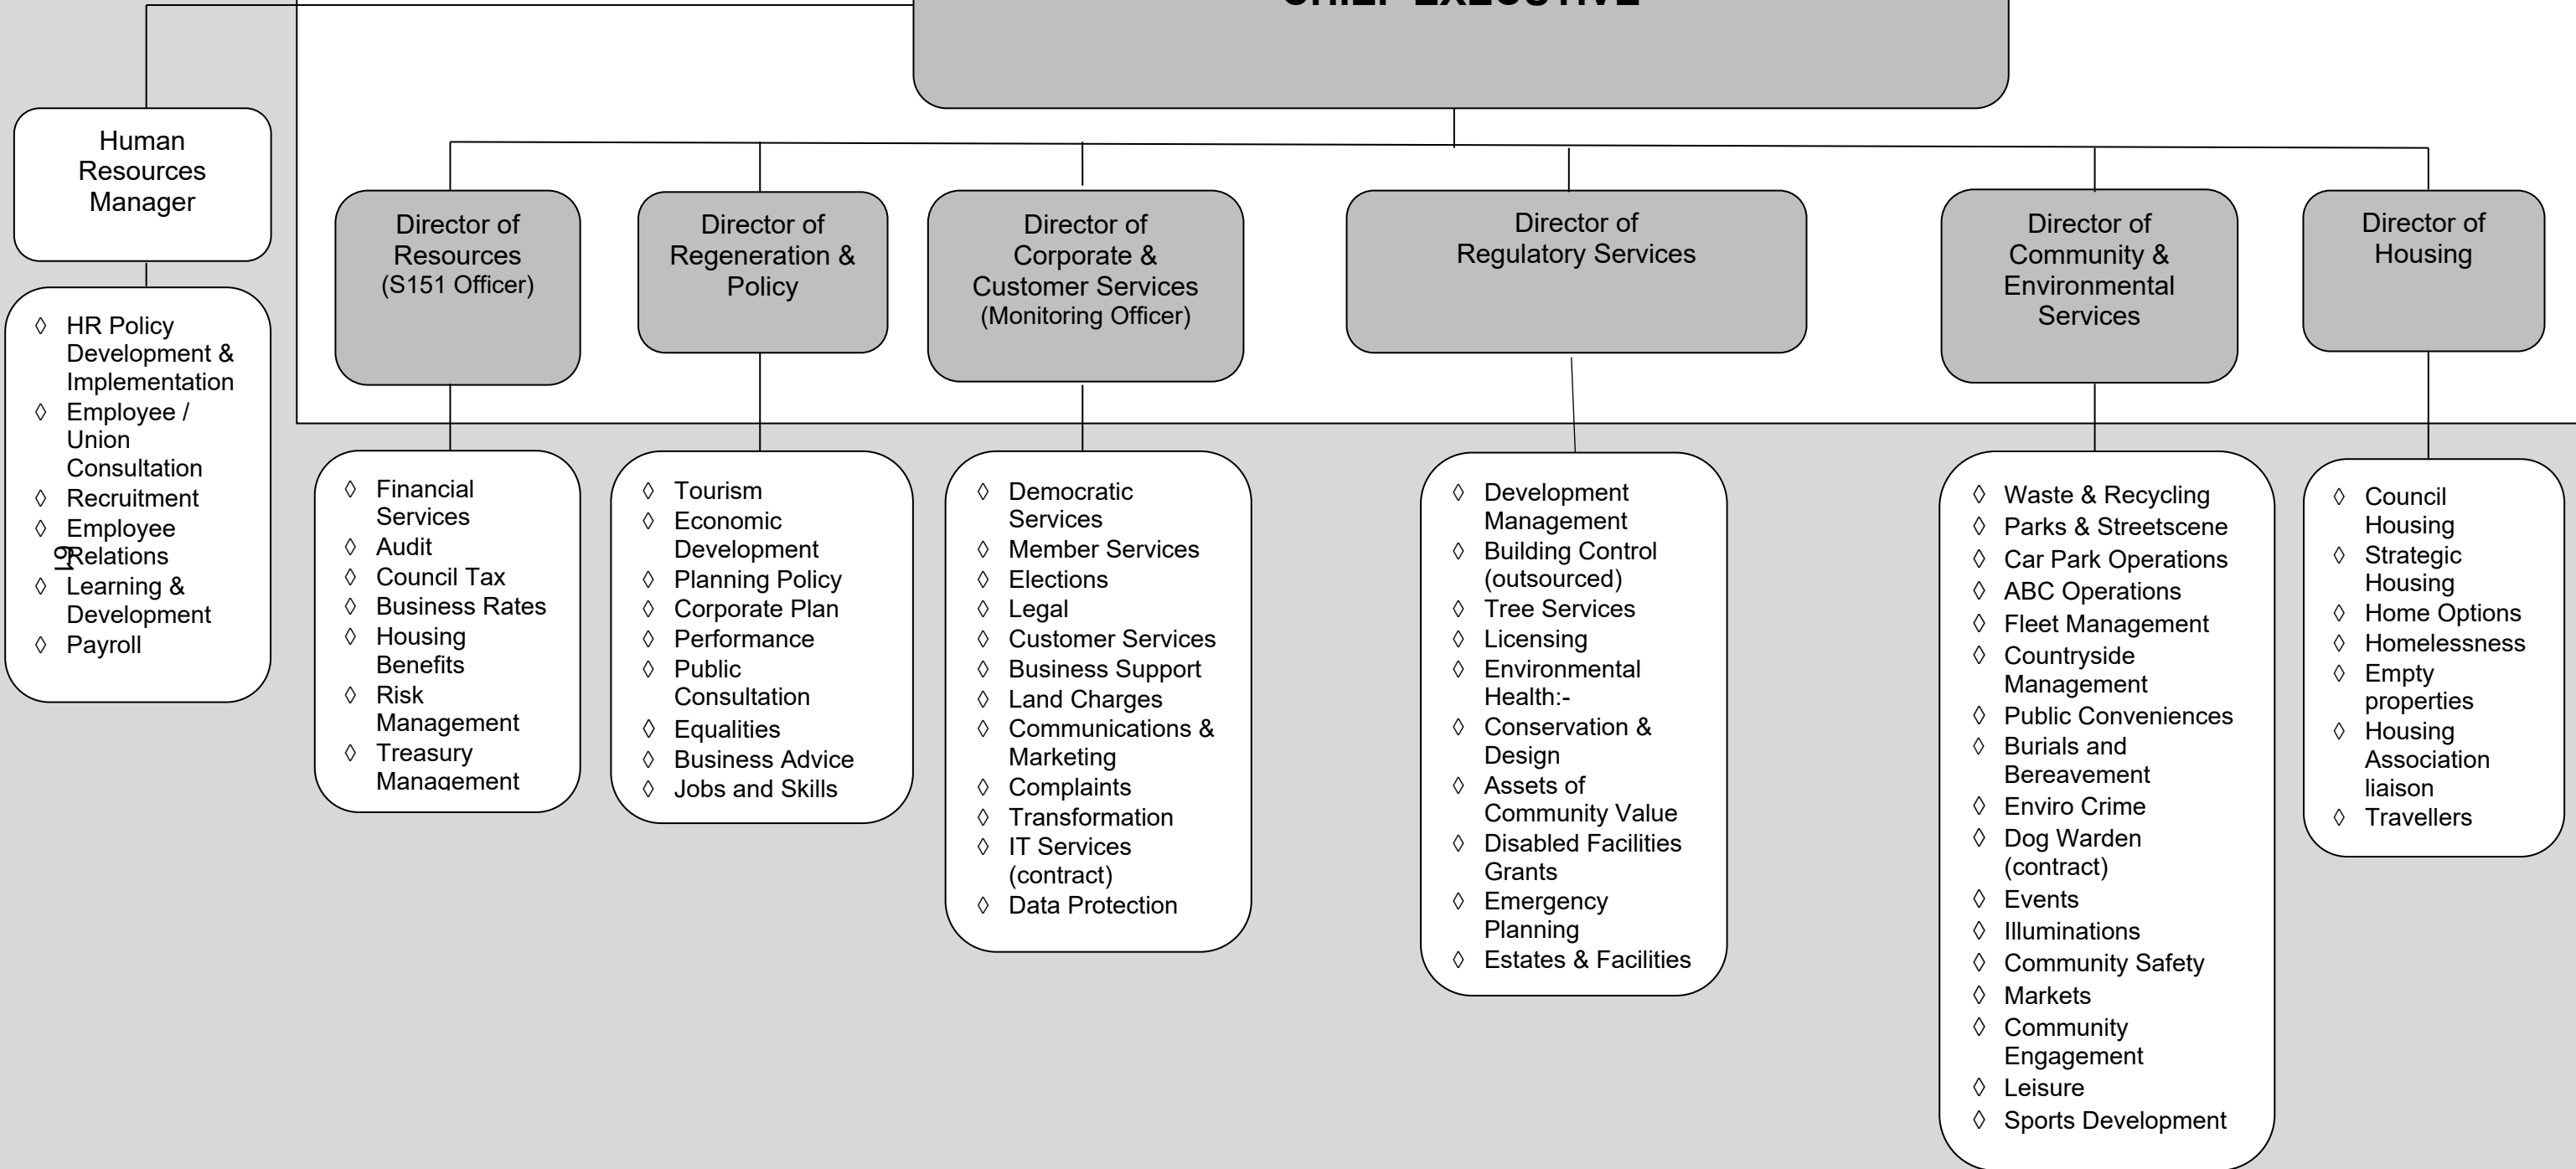 CHIEF EXECUTIVE
Human
Resources
Manager
◊ HR Policy
Development &
Implementation
◊ Employee /
Union
Consultation
◊ Recruitment
◊ Employee
Relations
◊ Learning &
Development
◊ Payroll
61
Director of
Resources
(S151 Officer)
◊ Financial
Services
◊ Audit
◊ Council Tax
◊ Business Rates
◊ Housing
Benefits
◊ Risk
Management
◊ Treasury
Management
Director of
Regeneration &
Policy
◊ Tourism
◊ Economic
Development
◊ Planning Policy
◊ Corporate Plan
◊ Performance
◊ Public
Consultation
◊ Equalities
◊ Business Advice
◊ Jobs and Skills
Director of
Corporate &
Customer Services
(Monitoring Officer)
◊ Democratic
Services
◊ Member Services
◊ Elections
◊ Legal
◊ Customer Services
◊ Business Support
◊ Land Charges
◊ Communications &
Marketing
◊ Complaints
◊ Transformation
◊ IT Services
(contract)
◊ Data Protection
Director of
Regulatory Services
◊ Development
Management
◊ Building Control
(outsourced)
◊ Tree Services
◊ Licensing
◊ Environmental
Health:-
◊ Conservation &
Design
◊ Assets of
Community Value
◊ Disabled Facilities
Grants
◊ Emergency
Planning
◊ Estates & Facilities
Director of
Community &
Environmental
Services
◊ Waste & Recycling
◊ Parks & Streetscene
◊ Car Park Operations
◊ ABC Operations
◊ Fleet Management
◊ Countryside
Management
◊ Public Conveniences
◊ Burials and
Bereavement
◊ Enviro Crime
◊ Dog Warden
(contract)
◊ Events
◊ Illuminations
◊ Community Safety
◊ Markets
◊ Community
Engagement
◊ Leisure
◊ Sports Development
Director of
Housing
◊ Council
Housing
◊ Strategic
Housing
◊ Home Options
◊ Homelessness
◊ Empty
properties
◊ Housing
Association
liaison
◊ Travellers